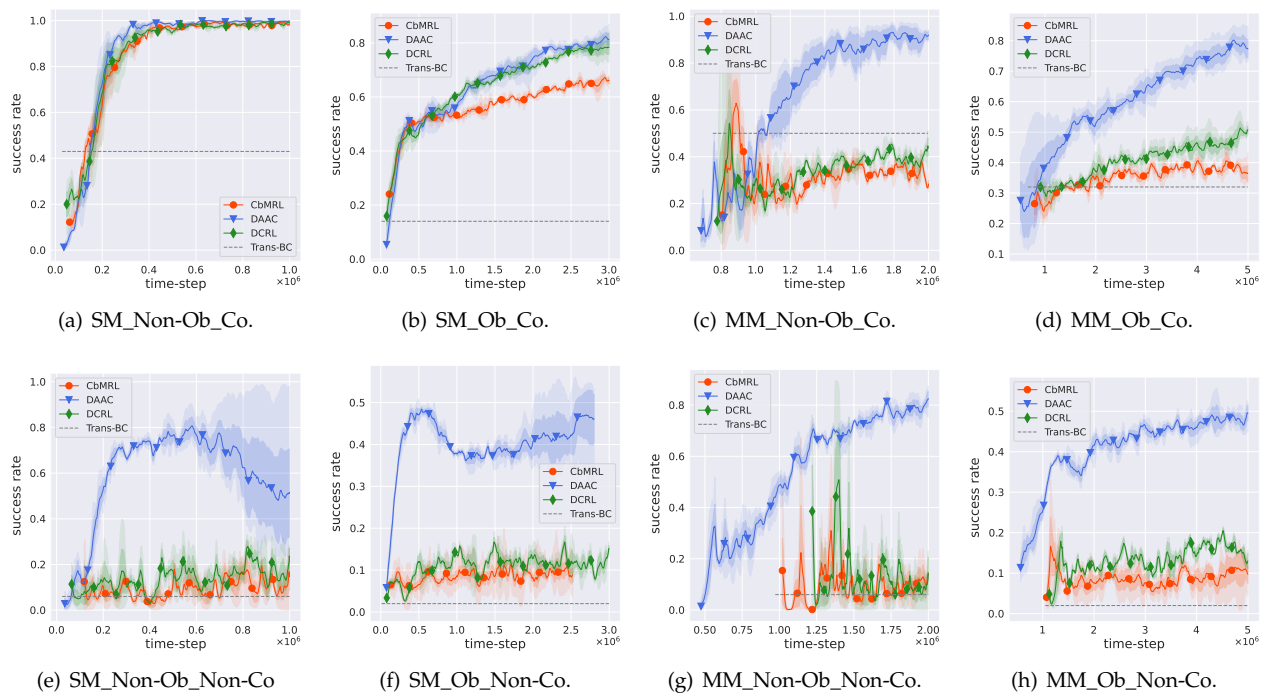 1.0
0.8
0.6
0.4
0.2
0.0
success rate
CbMRL
DAAC
DCRL
Trans-BC
0.0 0.2 0.4 0.6 0.8 1.0
time-step
×10⁶
(a) SM_Non-Ob_Co.
0.8
0.6
0.4
0.2
0.0
success rate
CbMRL
DAAC
DCRL
Trans-BC
0.0 0.5 1.0 1.5 2.0 2.5 3.0
time-step
×10⁶
(b) SM_Ob_Co.
1.0
0.8
0.6
0.4
0.2
0.0
success rate
CbMRL
DAAC
DCRL
Trans-BC
0.8 1.0 1.2 1.4 1.6 1.8 2.0
time-step
×10⁶
(c) MM_Non-Ob_Co.
0.9
0.8
0.7
0.6
0.5
0.4
0.3
0.2
0.1
success rate
CbMRL
DAAC
DCRL
Trans-BC
1 2 3 4 5
time-step
×10⁶
(d) MM_Ob_Co.
1.0
0.8
0.6
0.4
0.2
0.0
success rate
CbMRL
DAAC
DCRL
Trans-BC
0.0 0.2 0.4 0.6 0.8 1.0
time-step
×10⁶
(e) SM_Non-Ob_Non-Co
0.5
0.4
0.3
0.2
0.1
0.0
success rate
CbMRL
DAAC
DCRL
Trans-BC
0.0 0.5 1.0 1.5 2.0 2.5 3.0
time-step
×10⁶
(f) SM_Ob_Non-Co.
0.8
0.6
0.4
0.2
0.0
success rate
CbMRL
DAAC
DCRL
Trans-BC
0.50 0.75 1.00 1.25 1.50 1.75 2.00
time-step
×10⁶
(g) MM_Non-Ob_Non-Co.
0.5
0.4
0.3
0.2
0.1
0.0
success rate
CbMRL
DAAC
DCRL
Trans-BC
1 2 3 4 5
time-step
×10⁶
(h) MM_Ob_Non-Co.